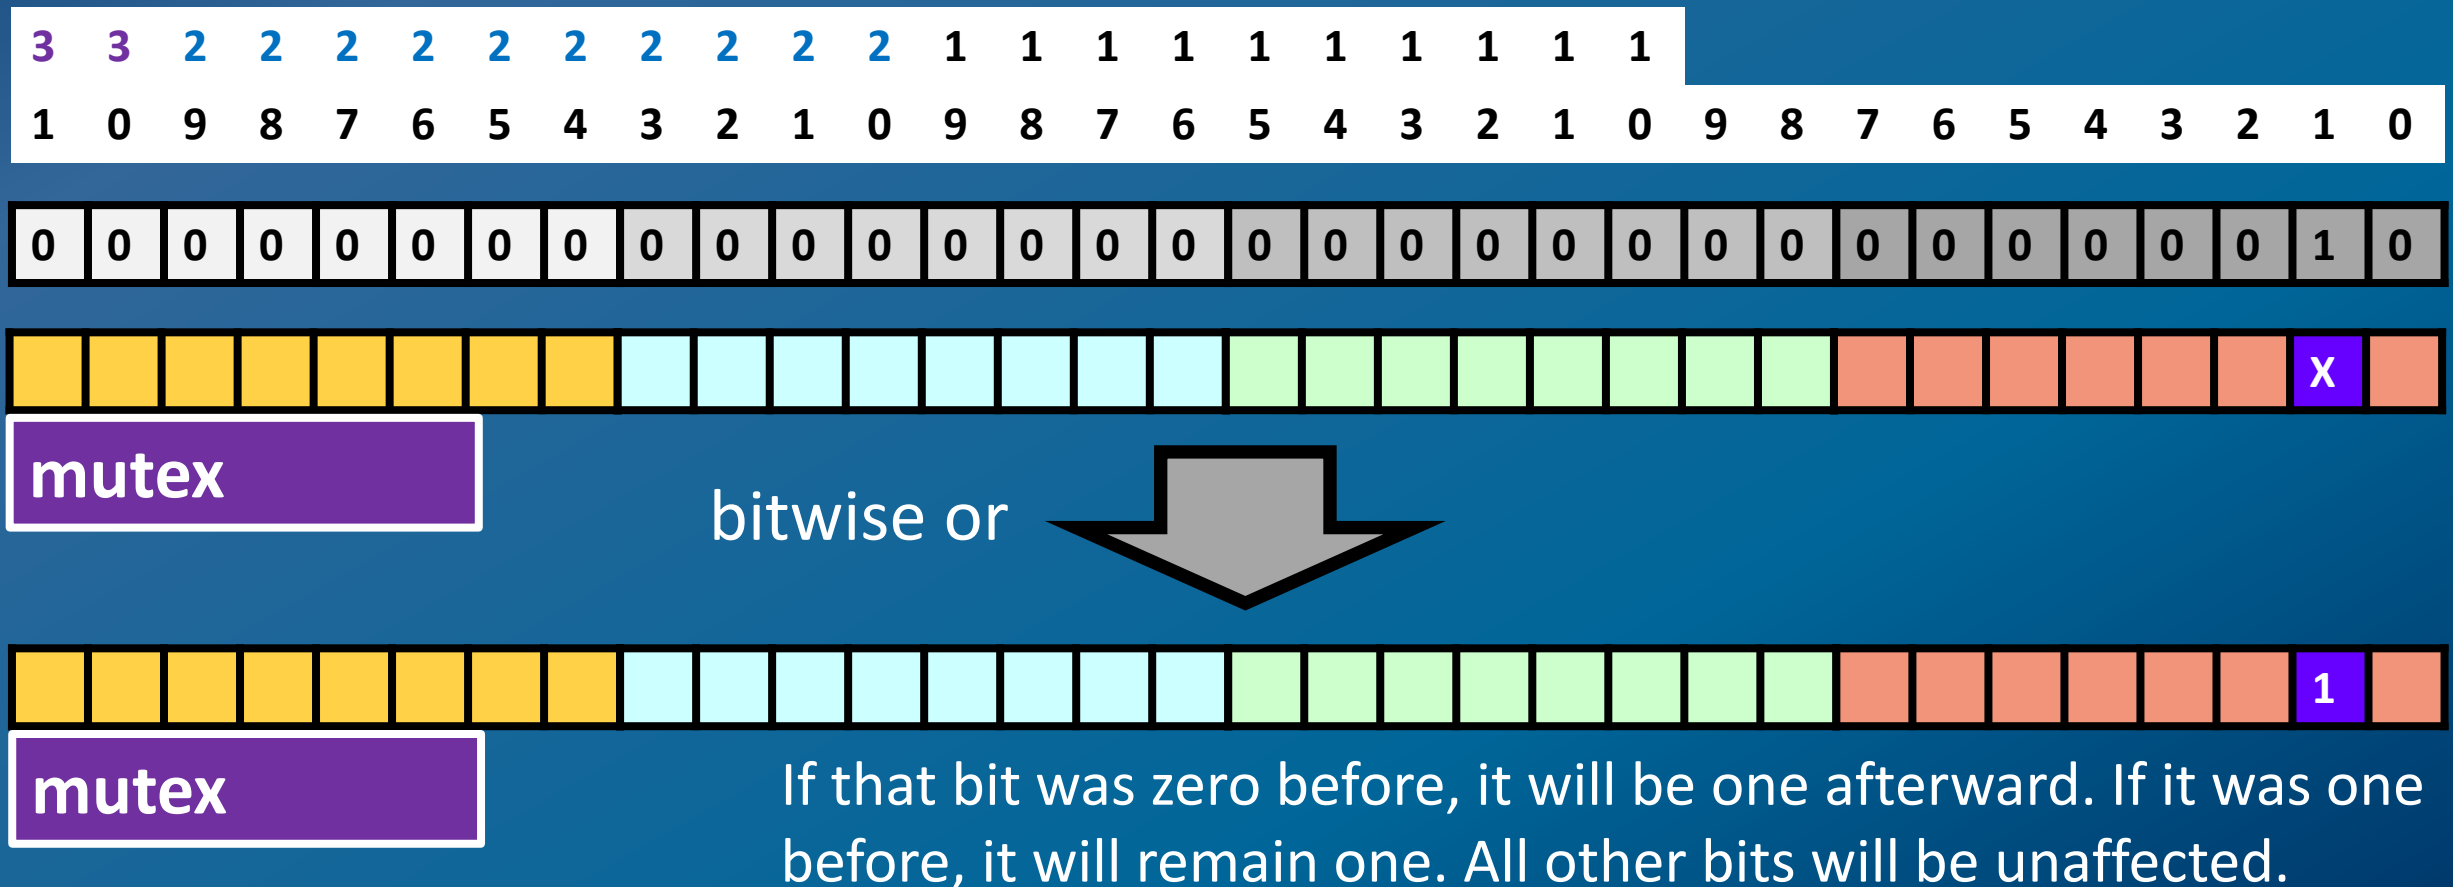 3 3 2 2 2 2 2 2 2 2 2 2 1 1 1 1 1 1 1 1 1 1
1 0 9 8 7 6 5 4 3 2 1 0 9 8 7 6 5 4 3 2 1 0 9 8 7 6 5 4 3 2 1 0
0 0 0 0 0 0 0 0 0 0 0 0 0 0 0 0 0 0 0 0 0 0 0 0 0 0 0 0 0 0 1 0
X
mutex
bitwise or
1
mutex
If that bit was zero before, it will be one afterward. If it was one
before, it will remain one. All other bits will be unaffected.